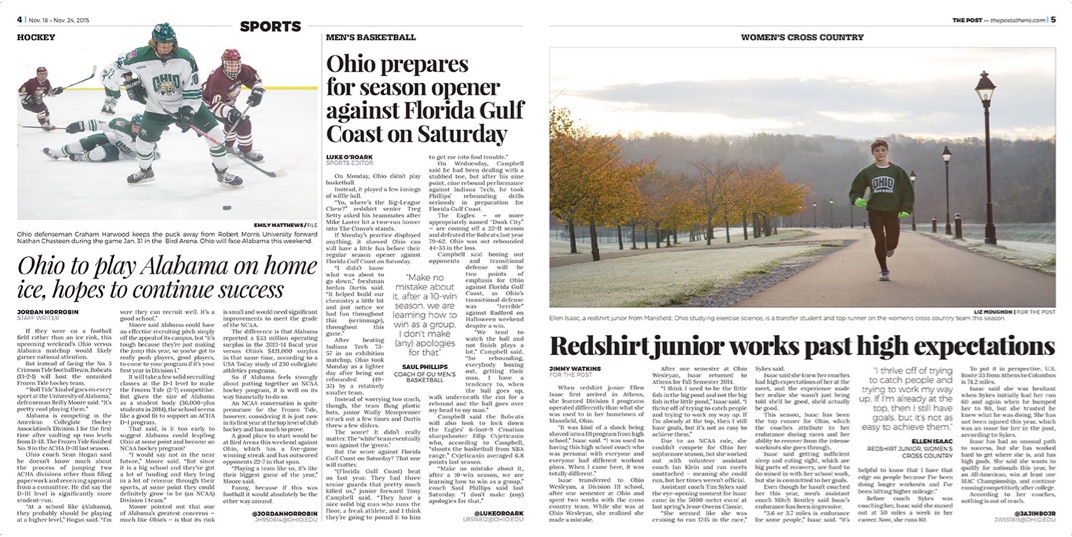 4 | Nov. 18 – Nov. 24, 2015
SPORTS
HOCKEY
OHIO
EMILY MATTHEWS / FILE
Ohio defenseman Graham Harwood keeps the puck away from Robert Morris University forward
Nathan Chasteen during the game Jan. 31 in the Bird Arena. Ohio will face Alabama this weekend.
Ohio to play Alabama on home
ice, hopes to continue success
JORDAN HORROBIN
STAFF WRITER
If they were on a football
field rather than an ice rink, this
upcoming weekend's Ohio versus
Alabama matchup would likely
garner national attention.
But instead of facing the No. 3
Crimson Tide football team, Bobcats
(10-2-1) will host the unranked
Crimson Tide hockey team.
"'Roll Tide' kind of goes on every
sport at the University of Alabama,"
defenseman Reily Moore said. "It's
pretty cool playing them."
Alabama is competing in the
American Collegiate Hockey
Association's Division I for the first
time after vaulting up two levels
from D-III. The Crimson Tide finished
No. 9 in the ACHA D-III last season.
Ohio coach Sean Hogan said
he doesn't know much about
the process of jumping two
ACHA divisions other than filing
paperwork and receiving approval
from a committee. He did say the
D-III level is significantly more
student-run.
"At a school like (Alabama),
they probably should be playing
at a higher level," Hogan said. "I'm
sure they can recruit well. It's a
good school."
Moore said Alabama could have
an effective recruiting pitch simply
off the appeal of its campus, but "it's
tough because they're just making
the jump this year, so you've got to
really push players, good players,
to come to your program if it's your
first year in Division I."
It will take a few solid recruiting
classes at the D-I level to make
the Crimson Tide (2-7) competitive,
but given the size of Alabama
as a student body (36,000-plus
students in 2014), the school seems
like a good fit to support an ACHA
D-I program.
That said, is it too early to
suggest Alabama could leapfrog
Ohio at some point and become an
NCAA hockey program?
"I would say not in the near
future," Moore said. "But since
it is a big school and they've got
a lot of funding and they bring
in a lot of revenue through their
sports, at some point they could
definitely grow to be (an NCAA)
Division I team."
Moore pointed out that one
of Alabama's greatest concerns —
much like Ohio's — is that its rink
is small and would need significant
improvements to meet the grade
of the NCAA.
The difference is that Alabama
reported a $33 million operating
surplus in the 2013-14 fiscal year
versus Ohio's $421,000 surplus
in that same time, according to a
USA Today study of 230 collegiate
athletics programs.
So if Alabama feels strongly
about putting together an NCAA
hockey program, it is well on its
way financially to do so.
An NCAA conversation is quite
premature for the Crimson Tide,
however, considering it is just now
in its first year at the top level of club
hockey and has much to prove.
A good place to start would be
at Bird Arena this weekend against
Ohio, which has a five-game
winning streak and has outscored
opponents 22-7 in that span.
"Playing a team like us, it's like
their biggest game of the year,"
Moore said.
Funny, because if this was
football it would absolutely be the
other way around.
@JORDANHORROBIN
JH950614@OHIO.EDU
MEN'S BASKETBALL
Ohio prepares
for season opener
against Florida Gulf
Coast on Saturday
LUKE O'ROARK
SPORTS EDITOR
On Monday, Ohio didn't play
basketball.
Instead, it played a few innings
of wiffle ball.
"Yo, where's the Big-League
Chew?" redshirt senior Treg
Setty asked his teammates after
Mike Laster hit a two-run homer
into The Convo's stands.
If Monday's practice displayed
anything, it showed Ohio can
still have a little fun before their
regular season opener against
Florida Gulf Coast on Saturday.
"I didn't know
what was about to
go down," freshman
Jordan Dartis said.
"It helped build our
chemistry a little bit
and just notice we
had fun throughout
this (scrimmage),
throughout this
game."
After beating
Indiana Tech 73-
57 in an exhibition
matchup, Ohio took
Monday as a lighter
day after being out
rebounded (49-
42) by a relatively
smaller team.
Instead of worrying too much,
Ohio had the team fling plastic
bats, junior Wadly Mompremier
struck out a few times and Dartis
threw a few sliders.
The score? It didn't really
matter. The 'white' team eventually
won against the 'green.'
But the score against Florida
Gulf Coast on Saturday? That one
will matter.
"(Florida Gulf Coast) beat
us last year. They had three
senior guards that pretty much
killed us," junior forward Tony
Campbell said. "They have a
nice solid big man who runs the
floor, a freak athlete, and I think
they're going to pound it to him
to get me into foul trouble."
On Wednesday, Campbell
said he had been dealing with a
stubbed toe, but after his nine
point, nine rebound performance
against Indiana Tech, he took
Phillips' rebounding drills
seriously in preparation for
Florida Gulf Coast.
The Eagles — or more
appropriately named "Dunk City"
— are coming off a 22-11 season
and defeated the Bobcats last year
79-62. Ohio was out rebounded
44-33 in the loss.
Campbell said boxing out
opponents and transition
defense will be
two points of
emphasis for Ohio
against Florida Gulf
Coast, as Ohio's
transitional defense
was "terrible"
against Radford on
Halloween weekend
despite a win.
"We tend to
watch the ball and
not finish plays a
lot," Campbell said.
"So rebounding,
everybody boxing
out, getting their
man. I have a
tendency to, when
the ball goes up,
walk underneath the rim for a
rebound and the ball goes over
my head to my man."
Campbell said the Bobcats
will also look to lock down
the Eagles' 6-foot-9 Croatian
sharpshooter Filip Cvjeticanin
who, according to Campbell,
"shoots the basketball from NBA
range." Cvjeticanin averaged 6.8
points last season.
"Make no mistake about it,
after a 10-win season, we are
learning how to win as a group,"
coach Saul Phillips said last
Saturday. "I don't make (any)
apologies for that."
"Make no
mistake about
it, after a 10-win
season, we are
learning how to
win as a group.
I don't make
(any) apologies
for that"
SAUL PHILLIPS
COACH OF MEN'S
BASKETBALL
@LUKEOROARK
LR514812@OHIO.EDU
THE POST — thepostathens.com | 5
WOMEN'S CROSS COUNTRY
OHIO
LIZ MOUGHON | FOR THE POST
Ellen Isaac, a redshirt junior from Mansfield, Ohio studying exercise science, is a transfer student and top runner on the women's cross country team this season.
Redshirt junior works past high expectations
JIMMY WATKINS
FOR THE POST
When redshirt junior Ellen
Isaac first arrived in Athens,
she learned Division I programs
operated differently than what she
was used to in her hometown of
Mansfield, Ohio.
"It was kind of a shock being
shoved into a D1 program from high
school," Isaac said. "I was used to
having this high school coach who
was personal with everyone and
everyone had different workout
plans. When I came here, it was
totally different."
Isaac transferred to Ohio
Wesleyan, a Division III school,
after one semester at Ohio and
spent two weeks with the cross
country team. While she was at
Ohio Wesleyan, she realized she
made a mistake.
After one semester at Ohio
Wesleyan, Isaac returned to
Athens for Fall Semester 2014.
"I think I need to be the little
fish in the big pond and not the big
fish in the little pond," Isaac said. "I
thrive off of trying to catch people
and trying to work my way up. If
I'm already at the top, then I still
have goals, but it's not as easy to
achieve them."
Due to an NCAA rule, she
couldn't compete for Ohio her
sophomore season, but she worked
out unattached. Then-assistant
coach Ian Klein and ran meets
unattached — meaning she could
run, but her times weren't official.
Assistant coach Tim Sykes said
the eye-opening moment for Isaac
came in the 5000-meter event at
last spring's Jesse Owens Classic.
"She seemed like she was
cruising to run 17:15 in the race,"
Sykes said.
Isaac said she knew her coaches
had high expectations of her at the
meet, and the experience made
her realize she wasn't just being
told she'd be good, she'd actually
be good.
This season, Isaac has been
the top runner for Ohio, which
the coaches attribute to her
endurance during races and her
ability to recover from the intense
workouts she goes through.
Isaac said getting sufficient
sleep and eating right, which are
big parts of recovery, are hard to
do mixed in with her school work,
but she is committed to her goals.
Even though he hasn't coached
her this year, men's assistant
coach Mitch Bentley said Isaac's
endurance has been impressive.
"3.6 or 3.7 miles is endurance
for some people," Isaac said. "It's
helpful to know that I have that
edge on people because I've been
doing longer workouts and I've
been hitting higher mileage."
Before coach Sykes was
coaching her, Isaac said she maxed
out at 50 miles a week in her
career. Now, she runs 80.
"I thrive off of trying
to catch people and
trying to work my way
up. If I'm already at the
top, then I still have
goals, but it's not as
easy to achieve them."
ELLEN ISAAC
REDSHIRT JUNIOR, WOMEN'S
CROSS COUNTRY
To put it in perspective, U.S.
Route 33 from Athens to Columbus
is 74.2 miles.
Isaac said she was hesitant
when Sykes initially had her run
60 and again when he bumped
her to 80, but she trusted he
knew what he was doing. She has
not been injured this year, which
was an issue for her in the past,
according to Sykes.
Isaac has had an unusual path
to success, but she has worked
hard to get where she is, and has
high goals. She said she wants to
qualify for nationals this year, be
an All-American, win at least one
MAC Championship, and continue
running competitively after college.
According to her coaches,
nothing is out of reach.
@JAJIMBOJR
JW331815@OHIO.EDU